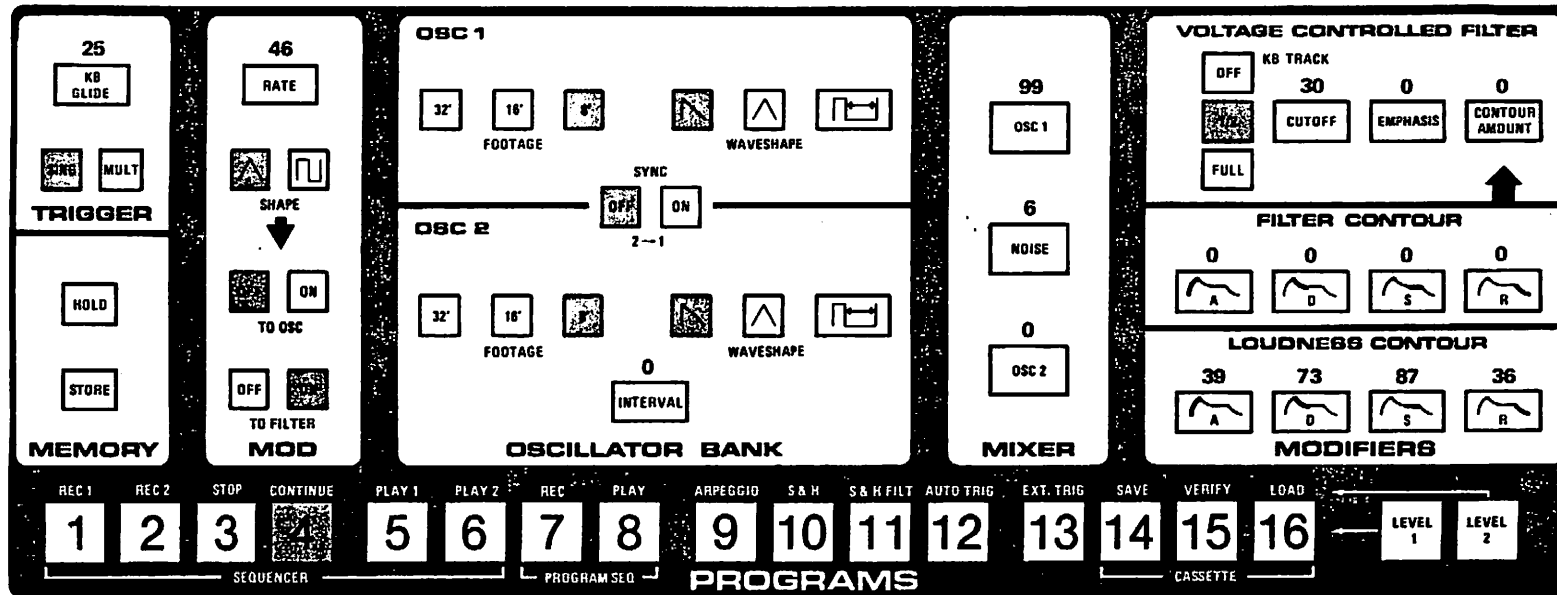 25
KB
GLIDE
SING MULT
TRIGGER
HOLD
STORE
MEMORY
46
RATE
SHAPE
ON
TO OSC
OFF
TO FILTER
MOD
OSC 1
32' 16' 8'
FOOTAGE
WAVESHAPE
SYNC
OFF ON
2→1
OSC 2
32' 16' 8'
FOOTAGE
WAVESHAPE
0
INTERVAL
OSCILLATOR BANK
99
OSC 1
6
NOISE
0
OSC 2
MIXER
VOLTAGE CONTROLLED FILTER
KB TRACK
OFF
FULL
30 0 0
CUTOFF EMPHASIS CONTOUR AMOUNT
FILTER CONTOUR
0 0 0 0
A D S R
LOUDNESS CONTOUR
39 73 87 36
A D S R
MODIFIERS
REC 1 REC 2 STOP CONTINUE PLAY 1 PLAY 2 REC PLAY ARPEGGIO S & H S & H FILT AUTO TRIG EXT. TRIG SAVE VERIFY LOAD
1 2 3 4 5 6 7 8 9 10 11 12 13 14 15 16
LEVEL 1 LEVEL 2
SEQUENCER PROGRAM SEQ PROGRAMS CASSETTE